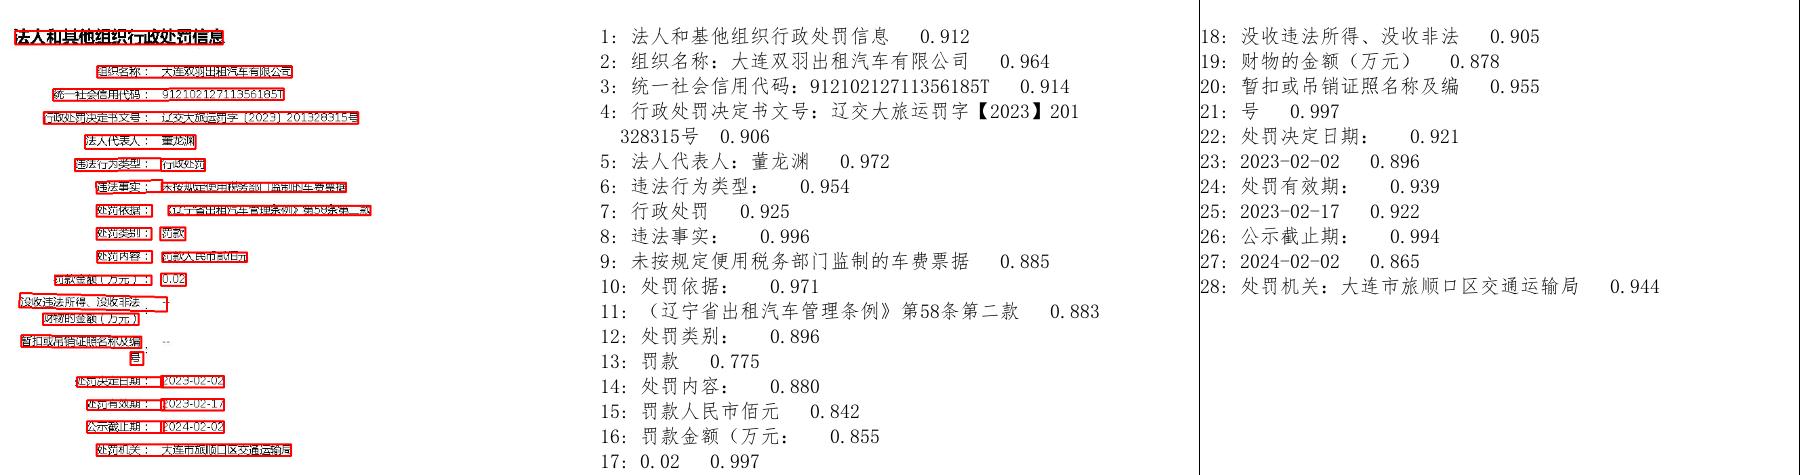 法人和其他组织行政处罚信息
组织名称： 大连双羽出租汽车有限公司
统一社会信用代码： 91210212711356185T
行政处罚决定书文号： 辽交大旅运罚字〔2023〕201328315号
法人代表人： 董龙渊
违法行为类型： 行政处罚
违法事实： 未按规定使用税务部门监制的车费票据
处罚依据： 《辽宁省出租汽车管理条例》第58条第二款
处罚类别： 罚款
处罚内容： 罚款人民币贰佰元
罚款金额（万元）： 0.02
没收违法所得、没收非法 --
财物的金额（万元） ：
暂扣或吊销证照名称及编 --
号 ：
处罚决定日期： 2023-02-02
处罚有效期： 2023-02-17
公示截止期： 2024-02-02
处罚机关： 大连市旅顺口区交通运输局
1: 法人和基他组织行政处罚信息 0.912
2: 组织名称：大连双羽出租汽车有限公司 0.964
3: 统一社会信用代码：91210212711356185T 0.914
4: 行政处罚决定书文号：辽交大旅运罚字【2023】201
328315号 0.906
5: 法人代表人：董龙渊 0.972
6: 违法行为类型： 0.954
7: 行政处罚 0.925
8: 违法事实： 0.996
9: 未按规定便用税务部门监制的车费票据 0.885
10: 处罚依据： 0.971
11: （辽宁省出租汽车管理条例》第58条第二款 0.883
12: 处罚类别： 0.896
13: 罚款 0.775
14: 处罚内容： 0.880
15: 罚款人民市佰元 0.842
16: 罚款金额（万元： 0.855
17: 0.02 0.997
18: 没收违法所得、没收非法 0.905
19: 财物的金额（万元） 0.878
20: 暂扣或吊销证照名称及编 0.955
21: 号 0.997
22: 处罚决定日期： 0.921
23: 2023-02-02 0.896
24: 处罚有效期： 0.939
25: 2023-02-17 0.922
26: 公示截止期： 0.994
27: 2024-02-02 0.865
28: 处罚机关：大连市旅顺口区交通运输局 0.944